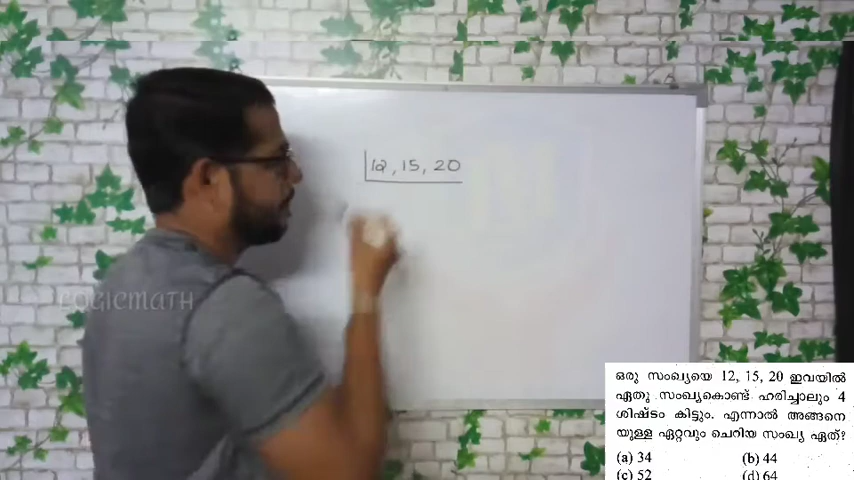 12, 15, 20
LOGICMATH
ഒരു സംഖ്യയെ 12, 15, 20 ഇവയിൽ
ഏതു സംഖ്യകൊണ്ട് ഹരിച്ചാലും 4
ശിഷ്ടം കിട്ടും. എന്നാൽ അങ്ങനെ
യുള്ള ഏറ്റവും ചെറിയ സംഖ്യ ഏത്?
(a) 34 (b) 44
(c) 52 (d) 64